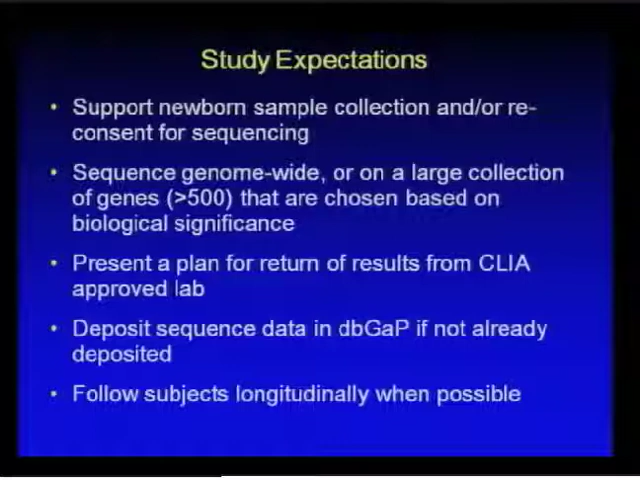 Study Expectations
• Support newborn sample collection and/or re-
consent for sequencing
• Sequence genome-wide, or on a large collection
of genes (>500) that are chosen based on
biological significance
• Present a plan for return of results from CLIA
approved lab
• Deposit sequence data in dbGaP if not already
deposited
• Follow subjects longitudinally when possible